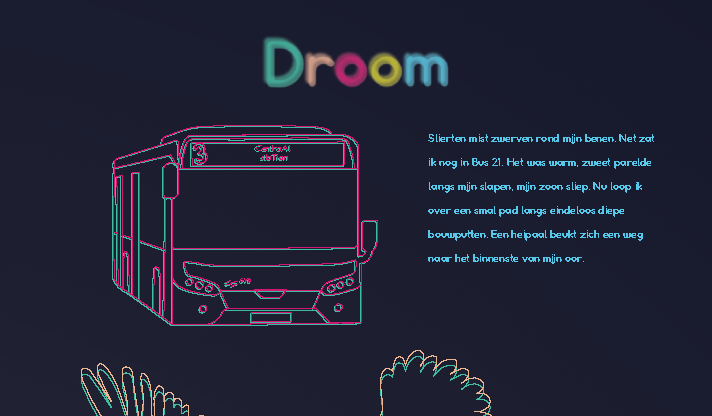 Droom
3
CentrAAl
staTion
Slierten mist zwerven rond mijn benen. Net zat
ik nog in Bus 21. Het was warm, zweet parelde
langs mijn slapen, mijn zoon sliep. Nu loop ik
over een smal pad langs eindeloos diepe
bouwputten. Een heipaal beukt zich een weg
naar het binnenste van mijn oor.